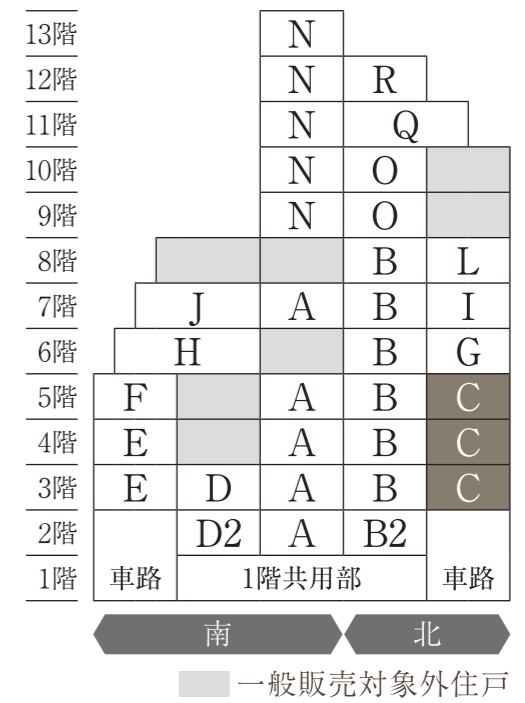 13階 N
12階 N R
11階 N Q
10階 N O
9階 N O
8階 B L
7階 J A B I
6階 H B G
5階 F A B C
4階 E A B C
3階 E D A B C
2階 D2 A B2
1階 車路 1階共用部 車路
南 北
一般販売対象外住戸